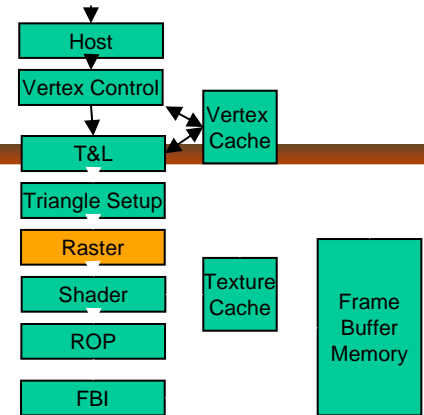 Host
Vertex Control
Vertex
Cache
T&L
Triangle Setup
Raster
Shader
Texture
Cache
ROP
Frame
Buffer
Memory
FBI